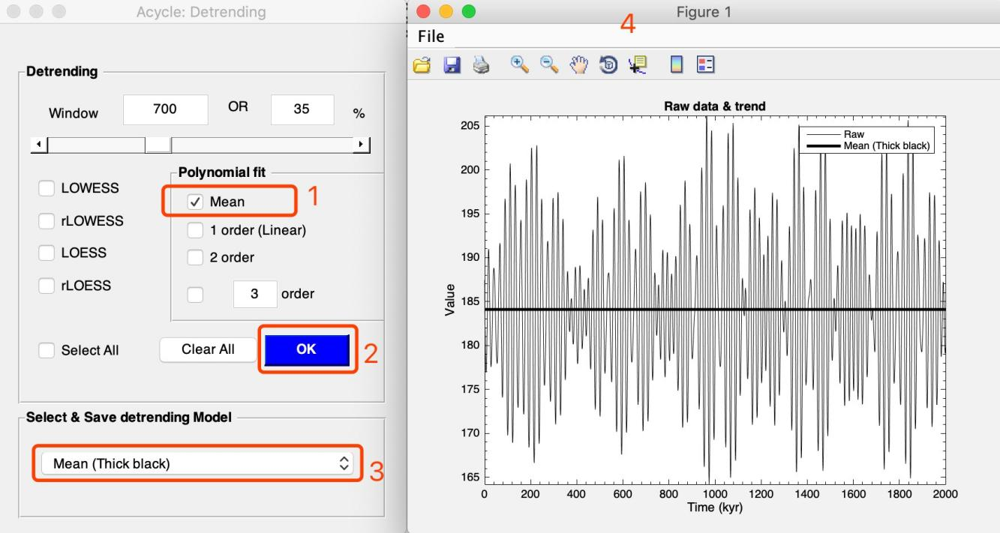 Acycle: Detrending
Detrending
Window 700 OR 35 %
LOWESS
rLOWESS
LOESS
rLOESS
Polynomial fit
Mean
1
1 order (Linear)
2 order
3 order
Select All
Clear All
OK
2
Select & Save detrending Model
Mean (Thick black)
3
Figure 1
4
File
Raw data & trend
Raw
Mean (Thick black)
205
200
195
190
185
180
175
170
165
Value
0 200 400 600 800 1000 1200 1400 1600 1800 2000
Time (kyr)